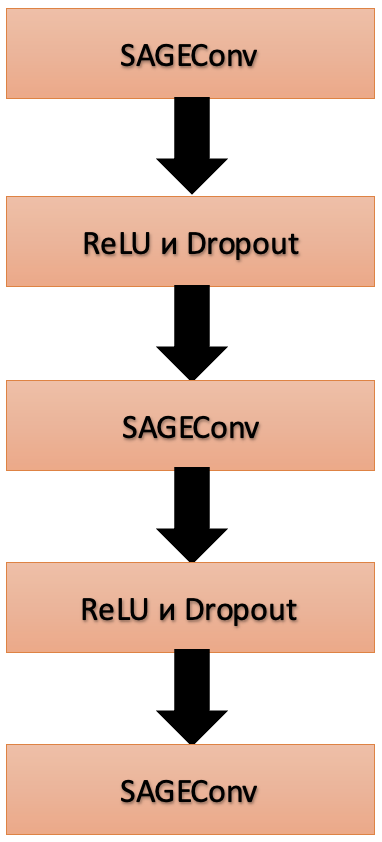 SAGEConv
ReLU и Dropout
SAGEConv
ReLU и Dropout
SAGEConv